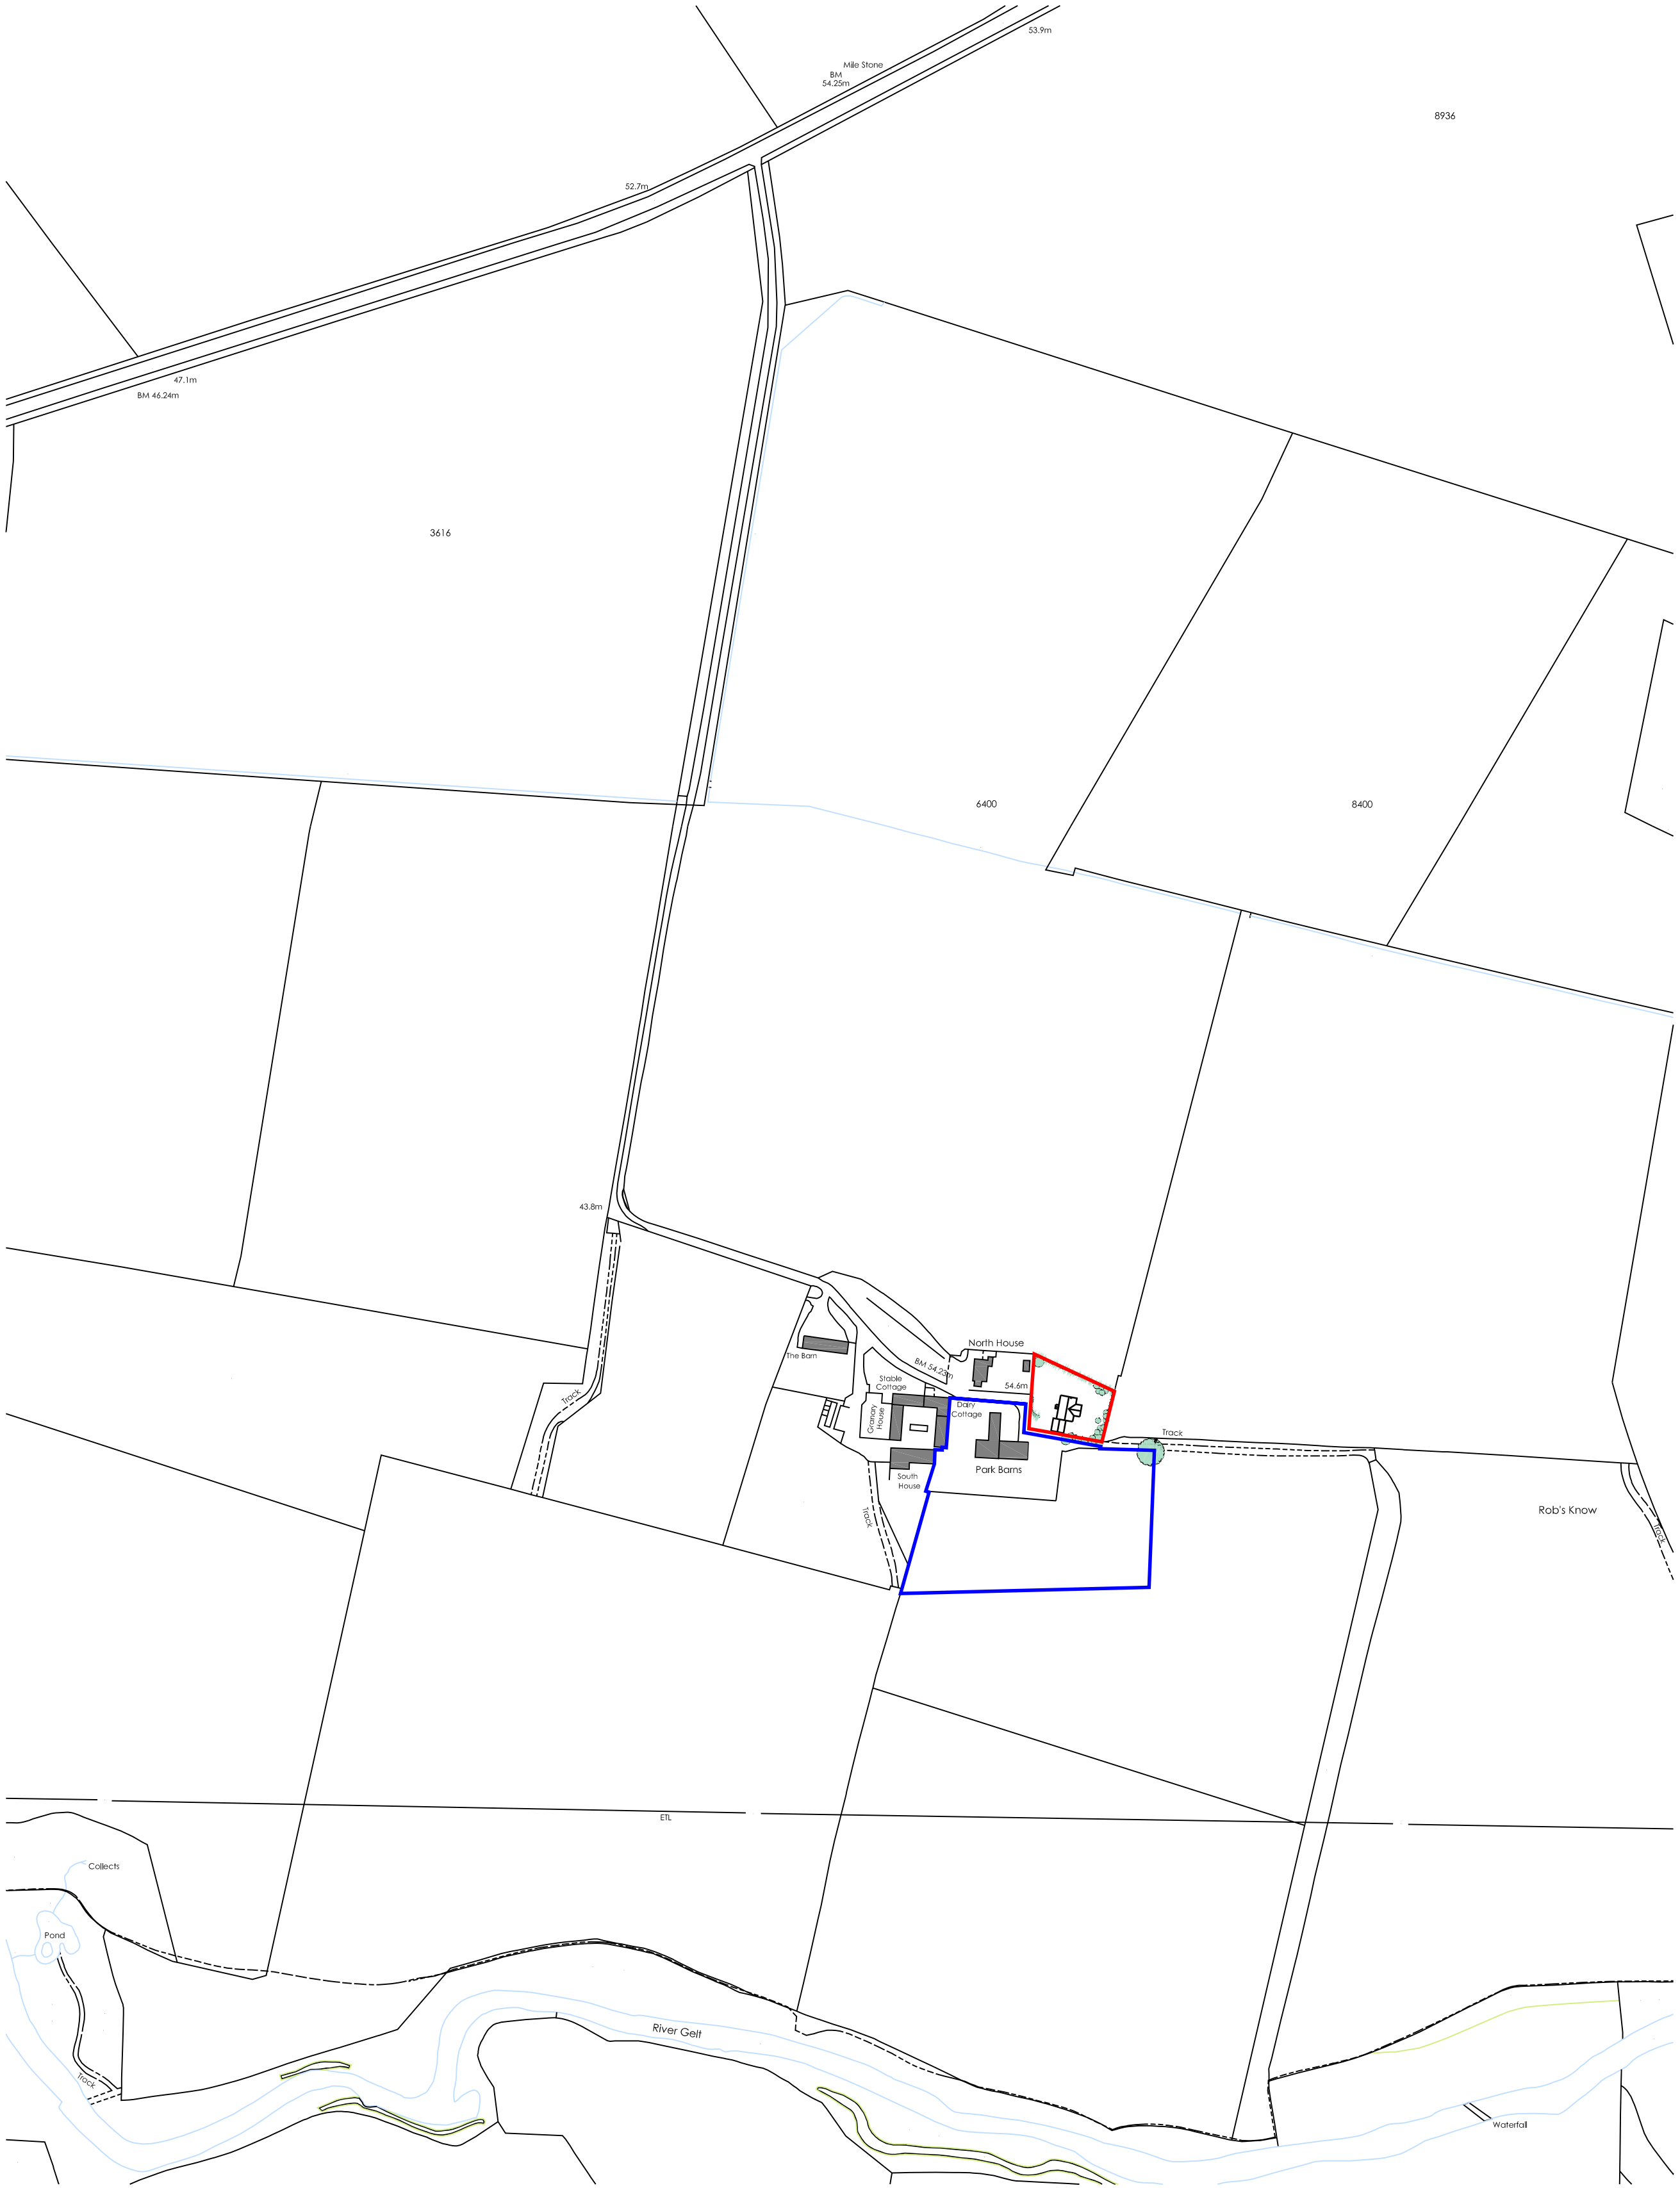 53.9m
Mile Stone
BM
54.25m
8936
52.7m
47.1m
BM 46.24m
3616
6400
8400
43.8m
North House
The Barn
BM 54.23m
54.6m
Stable
Cottage
Dairy
Cottage
Granary
House
Track
Track
Park Barns
South
House
Track
Rob's Know
Track
ETL
Collects
Pond
River Gelt
Track
Waterfall